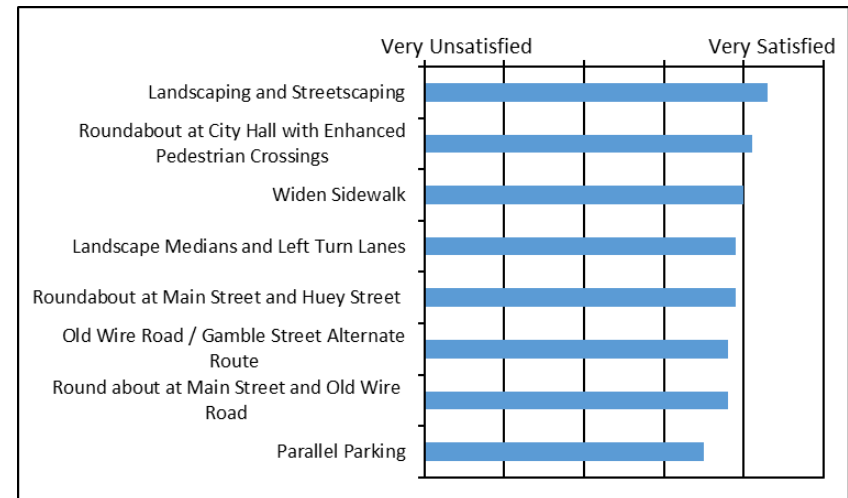 Very Unsatisfied Very Satisfied
Landscaping and Streetscaping
Roundabout at City Hall with Enhanced
Pedestrian Crossings
Widen Sidewalk
Landscape Medians and Left Turn Lanes
Roundabout at Main Street and Huey Street
Old Wire Road / Gamble Street Alternate
Route
Round about at Main Street and Old Wire
Road
Parallel Parking